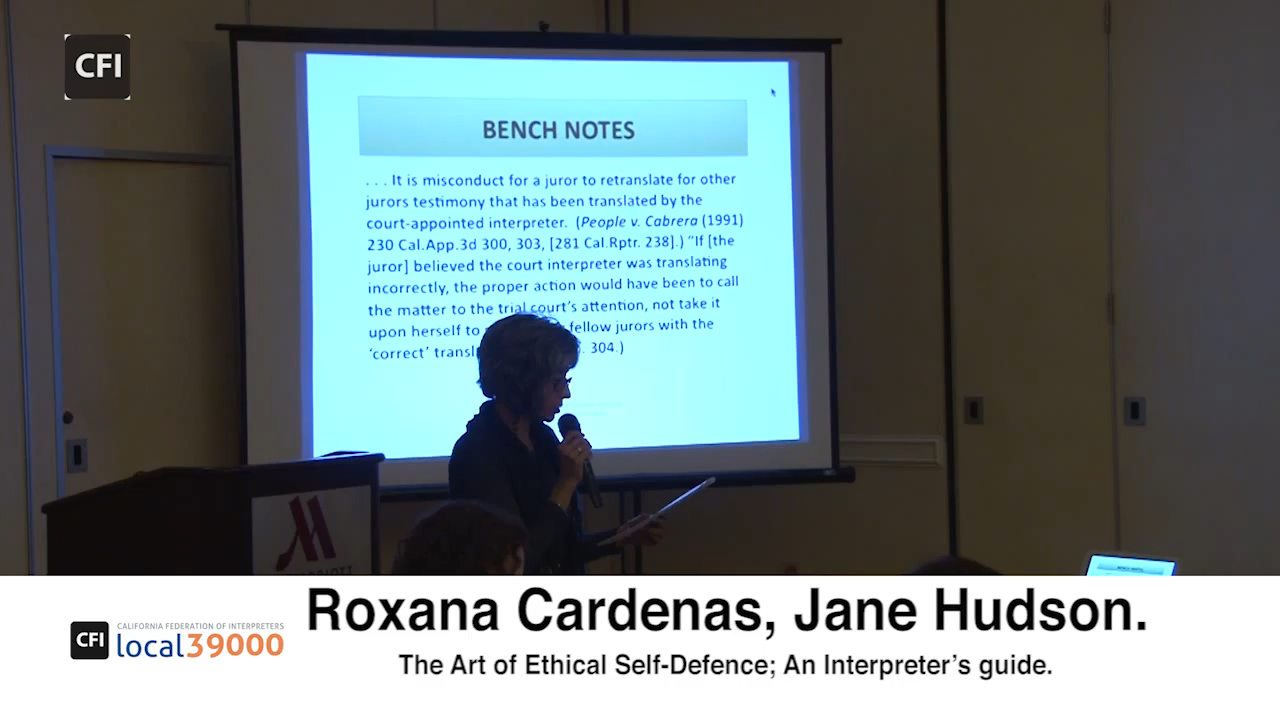 CFI
BENCH NOTES
. . . It is misconduct for a juror to retranslate for other
jurors testimony that has been translated by the
court-appointed interpreter. (People v. Cabrera (1991)
230 Cal.App.3d 300, 303, [281 Cal.Rptr. 238].) “If [the
juror] believed the court interpreter was translating
incorrectly, the proper action would have been to call
the matter to the trial court’s attention, not take it
upon herself to fellow jurors with the
‘correct’ 304.)
BENCH NOTES
CFI
CALIFORNIA FEDERATION OF INTERPRETERS
local39000
Roxana Cardenas, Jane Hudson.
The Art of Ethical Self-Defence; An Interpreter’s guide.